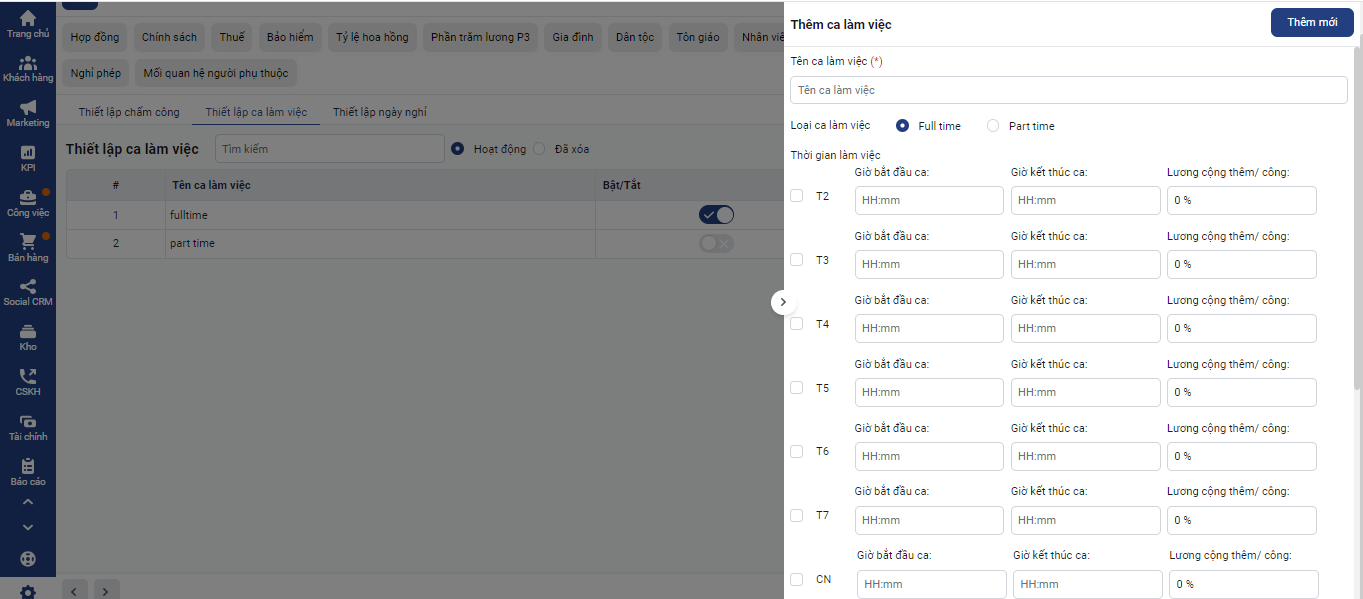 Trang chủ
Khách hàng
Marketing
KPI
Công việc
Bán hàng
Social CRM
Kho
CSKH
Tài chính
Báo cáo
Hợp đồng
Chính sách
Thuế
Bảo hiểm
Tỷ lệ hoa hồng
Phần trăm lương P3
Gia đình
Dân tộc
Tôn giáo
Nhân viê
Nghỉ phép
Mối quan hệ người phụ thuộc
Thiết lập chấm công
Thiết lập ca làm việc
Thiết lập ngày nghỉ
Thiết lập ca làm việc
Tìm kiếm
Hoạt động
Đã xóa
# Tên ca làm việc Bật/Tắt
1 fulltime
2 part time
Thêm ca làm việc
Thêm mới
Tên ca làm việc (*)
Tên ca làm việc
Loại ca làm việc Full time Part time
Thời gian làm việc
Giờ bắt đầu ca: Giờ kết thúc ca: Lương cộng thêm/ công:
T2 HH:mm HH:mm 0 %
Giờ bắt đầu ca: Giờ kết thúc ca: Lương cộng thêm/ công:
T3 HH:mm HH:mm 0 %
Giờ bắt đầu ca: Giờ kết thúc ca: Lương cộng thêm/ công:
T4 HH:mm HH:mm 0 %
Giờ bắt đầu ca: Giờ kết thúc ca: Lương cộng thêm/ công:
T5 HH:mm HH:mm 0 %
Giờ bắt đầu ca: Giờ kết thúc ca: Lương cộng thêm/ công:
T6 HH:mm HH:mm 0 %
Giờ bắt đầu ca: Giờ kết thúc ca: Lương cộng thêm/ công:
T7 HH:mm HH:mm 0 %
Giờ bắt đầu ca: Giờ kết thúc ca: Lương cộng thêm/ công:
CN HH:mm HH:mm 0 %